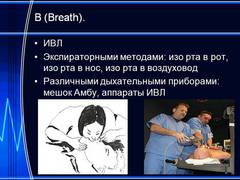 B (Breath).
• ИВЛ
• Экспираторными методами: изо рта в рот,
изо рта в нос, изо рта в воздуховод
• Различными дыхательными приборами:
мешок Амбу, аппараты ИВЛ